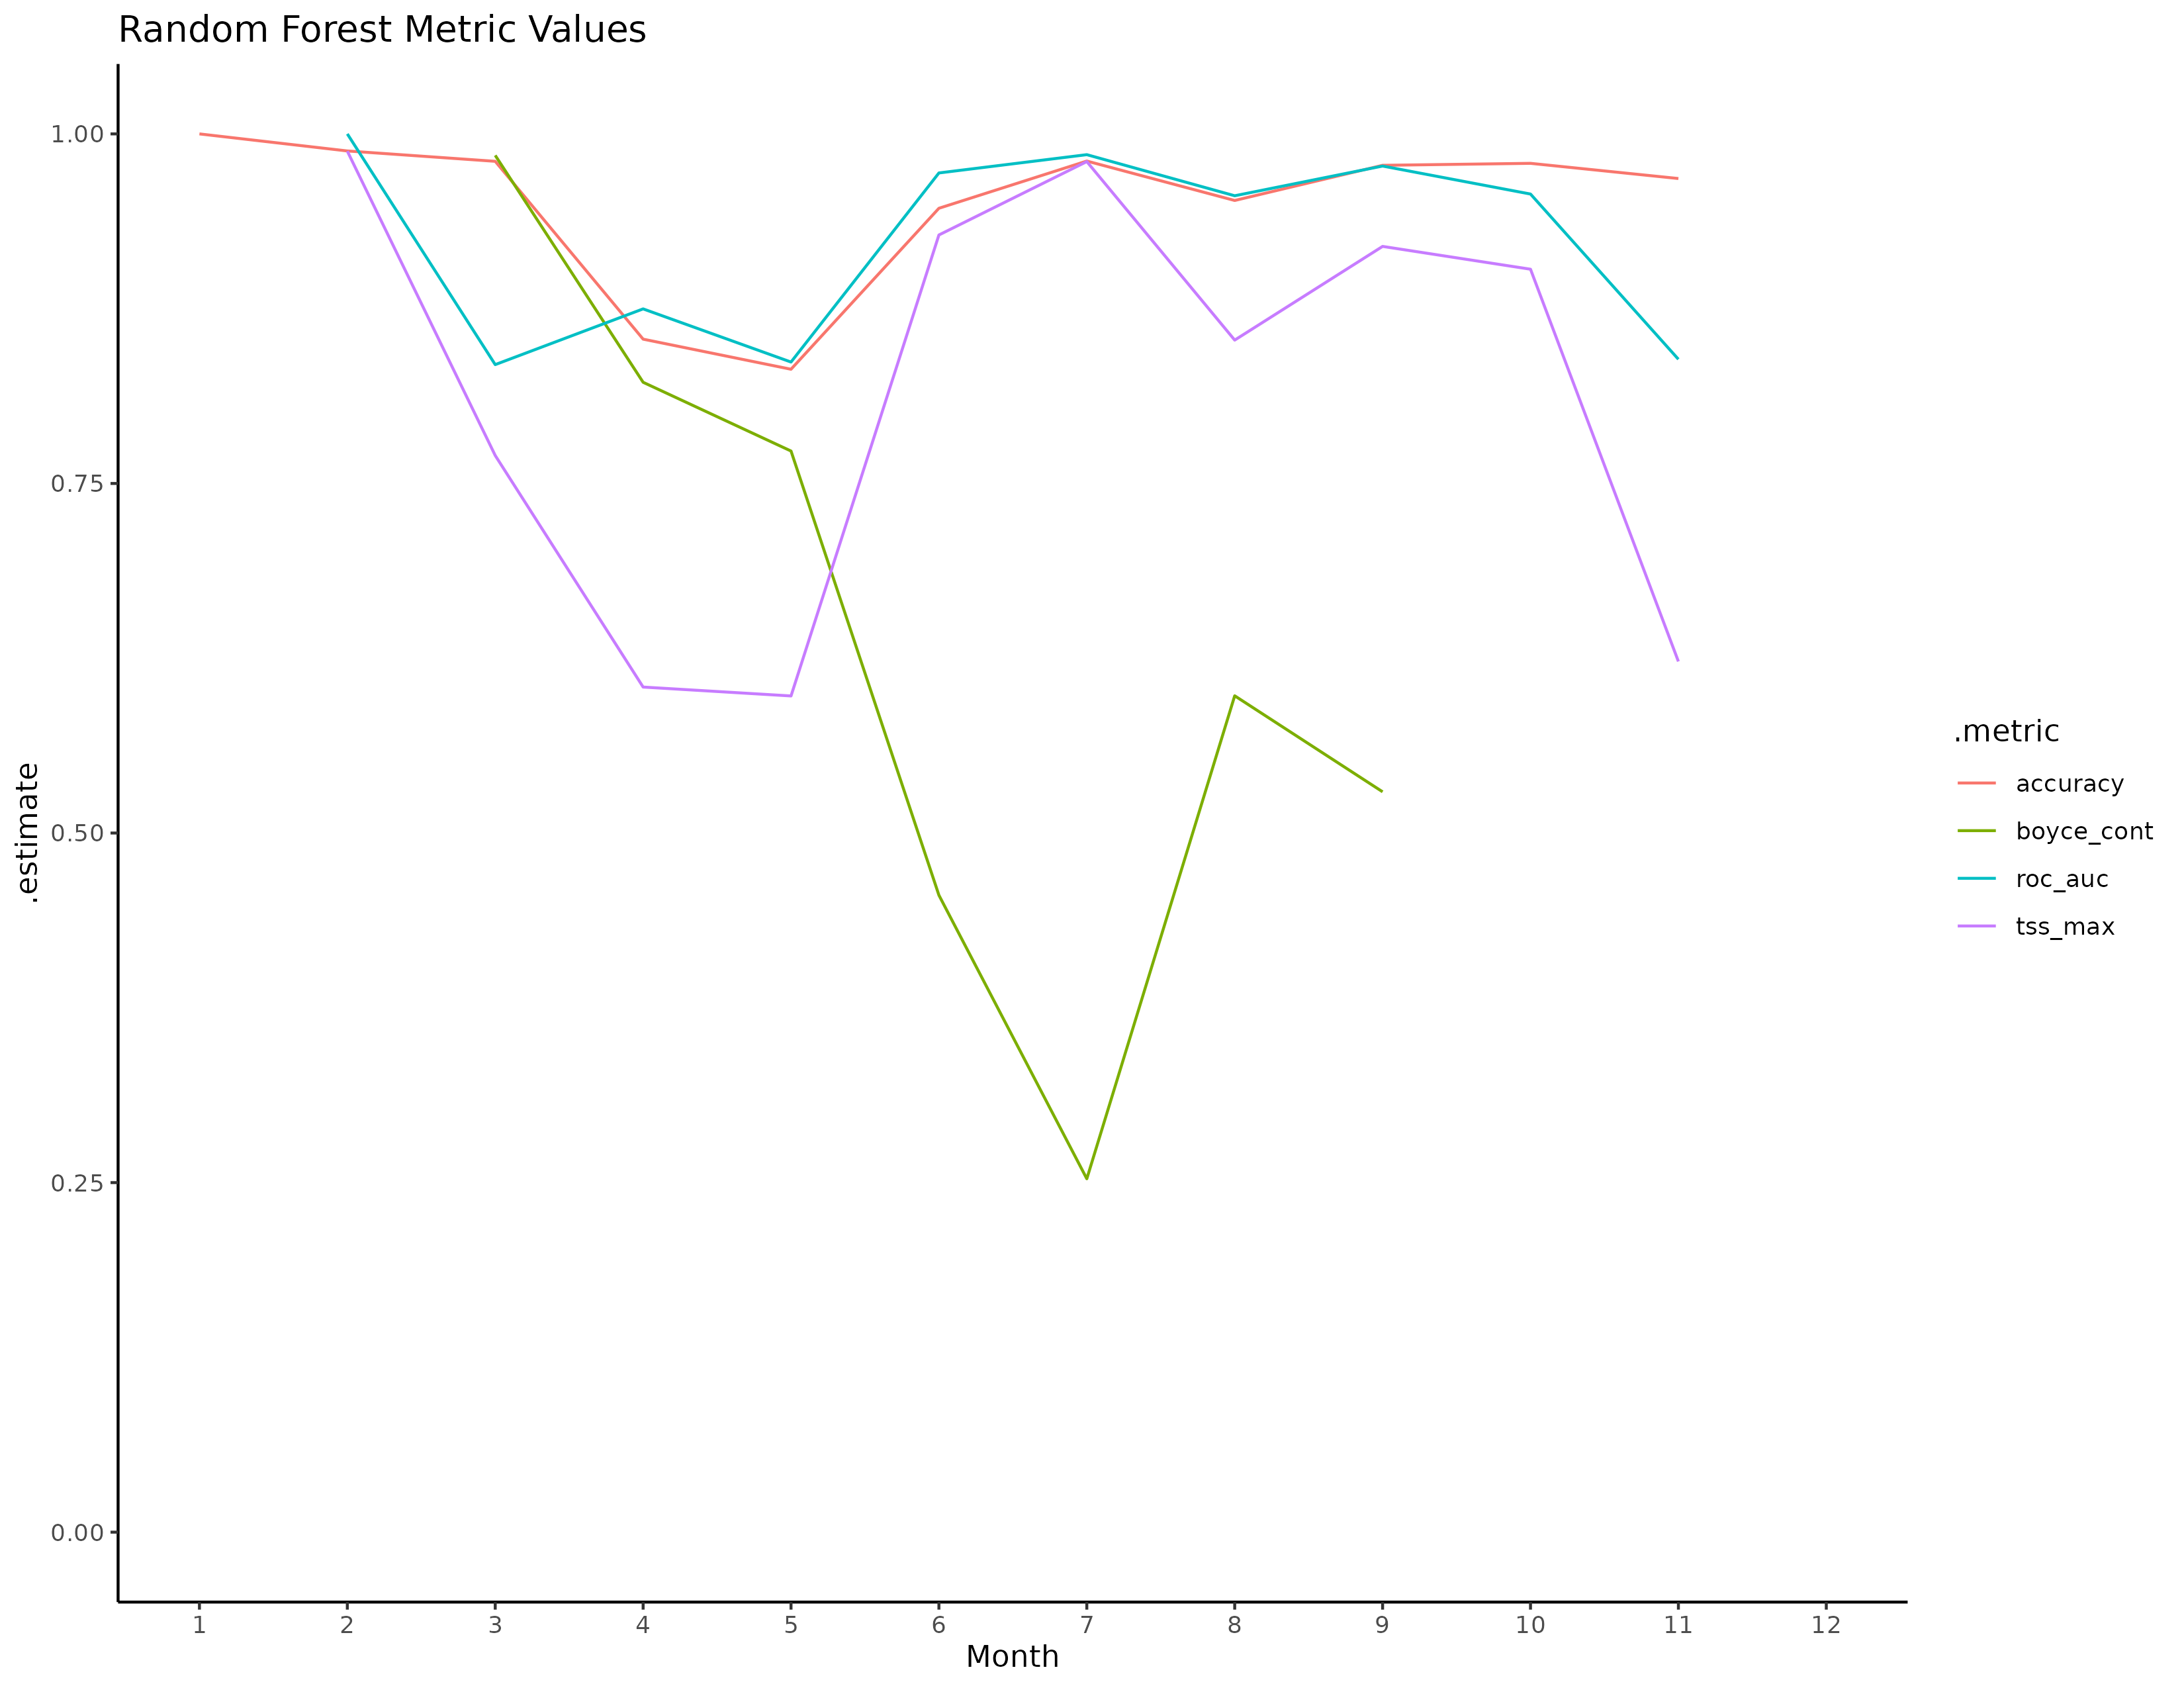 Random Forest Metric Values
1.00
0.75
0.50
0.25
0.00
.estimate
1 2 3 4 5 6 7 8 9 10 11 12
Month
.metric
accuracy
boyce_cont
roc_auc
tss_max